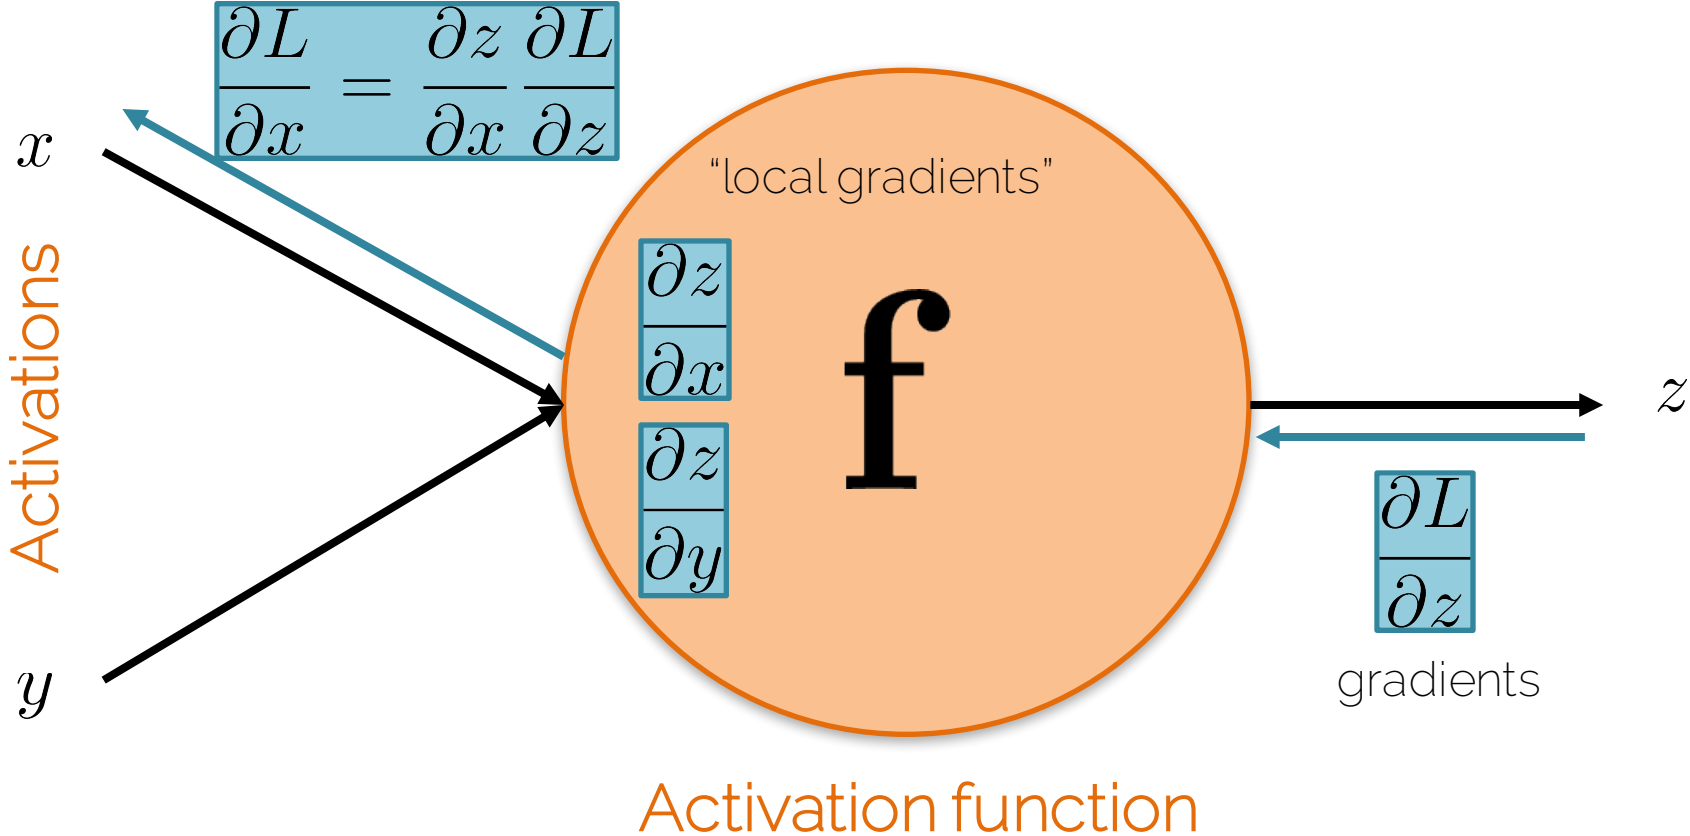 ∂L/∂x = ∂z/∂x ∂L/∂z
x
“local gradients”
Activations
∂z/∂x
f
z
∂z/∂y
∂L/∂z
y
gradients
Activation function